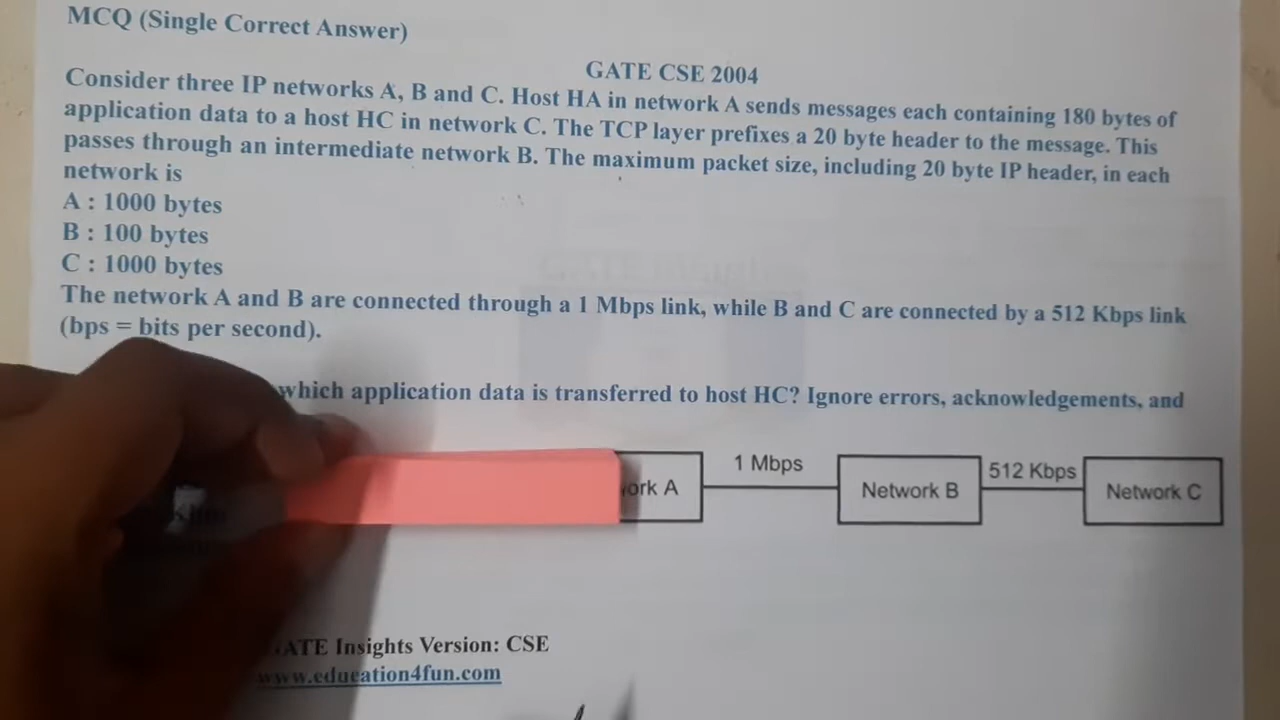 MCQ (Single Correct Answer)
GATE CSE 2004
Consider three IP networks A, B and C. Host HA in network A sends messages each containing 180 bytes of
application data to a host HC in network C. The TCP layer prefixes a 20 byte header to the message. This
passes through an intermediate network B. The maximum packet size, including 20 byte IP header, in each
network is
A : 1000 bytes
B : 100 bytes
C : 1000 bytes
The network A and B are connected through a 1 Mbps link, while B and C are connected by a 512 Kbps link
(bps = bits per second).
which application data is transferred to host HC? Ignore errors, acknowledgements, and
ork A
1 Mbps
Network B
512 Kbps
Network C
GATE Insights Version: CSE
www.education4fun.com